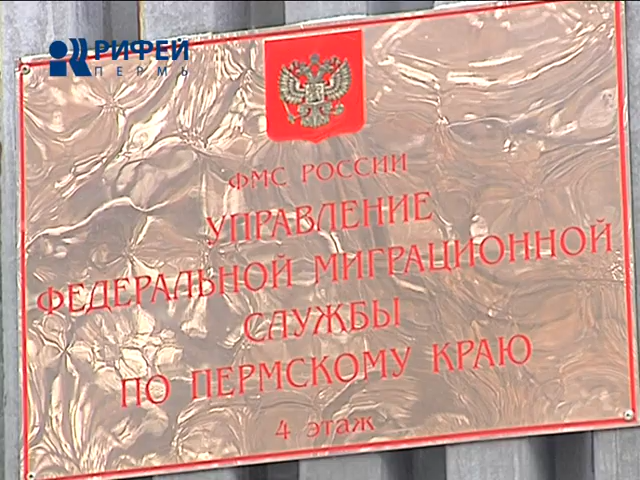 РИФЕЙ
ПЕРМЬ
ФМС РОССИИ
УПРАВЛЕНИЕ
ФЕДЕРАЛЬНОЙ МИГРАЦИОННОЙ
СЛУЖБЫ
ПО ПЕРМСКОМУ КРАЮ
4 этаж